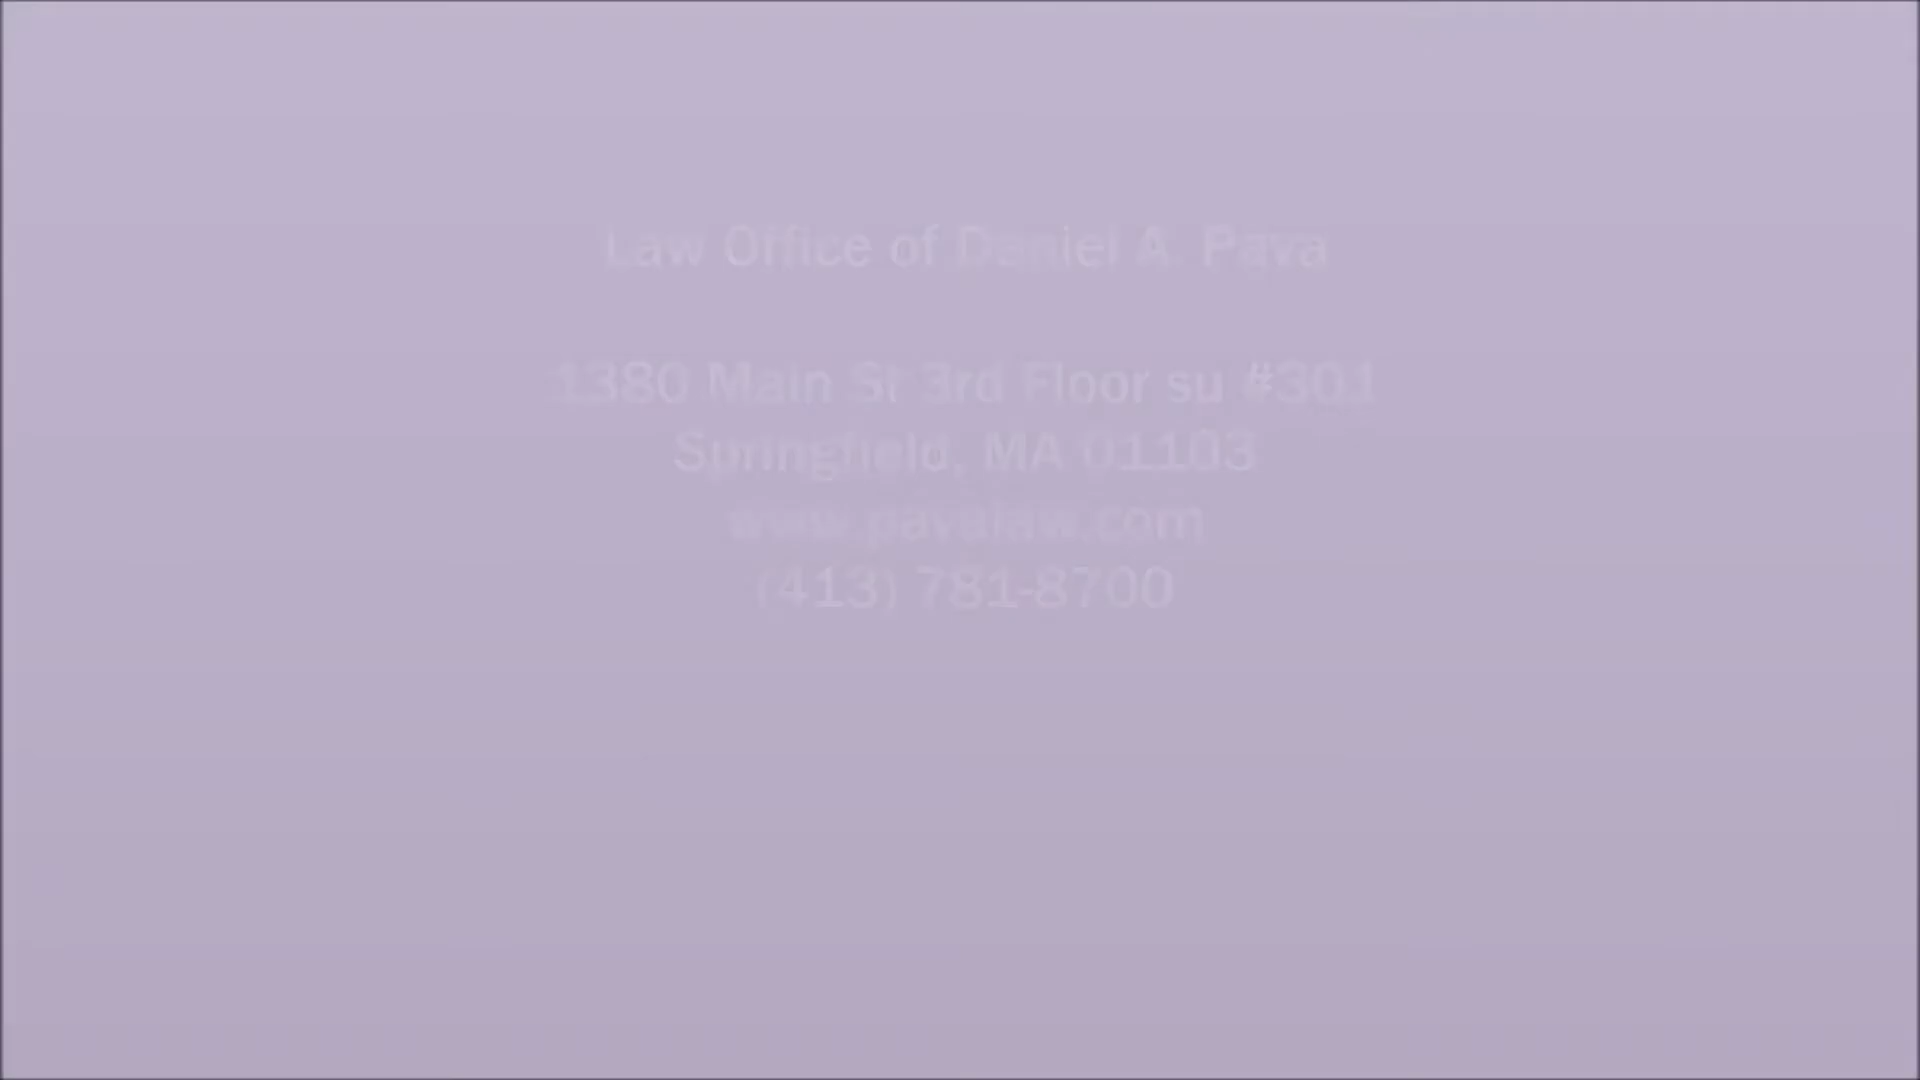 Law Office of Daniel A. Pava
1380 Main St 3rd Floor su #301
Springfield, MA 01103
www.pavalaw.com
(413) 781-8700